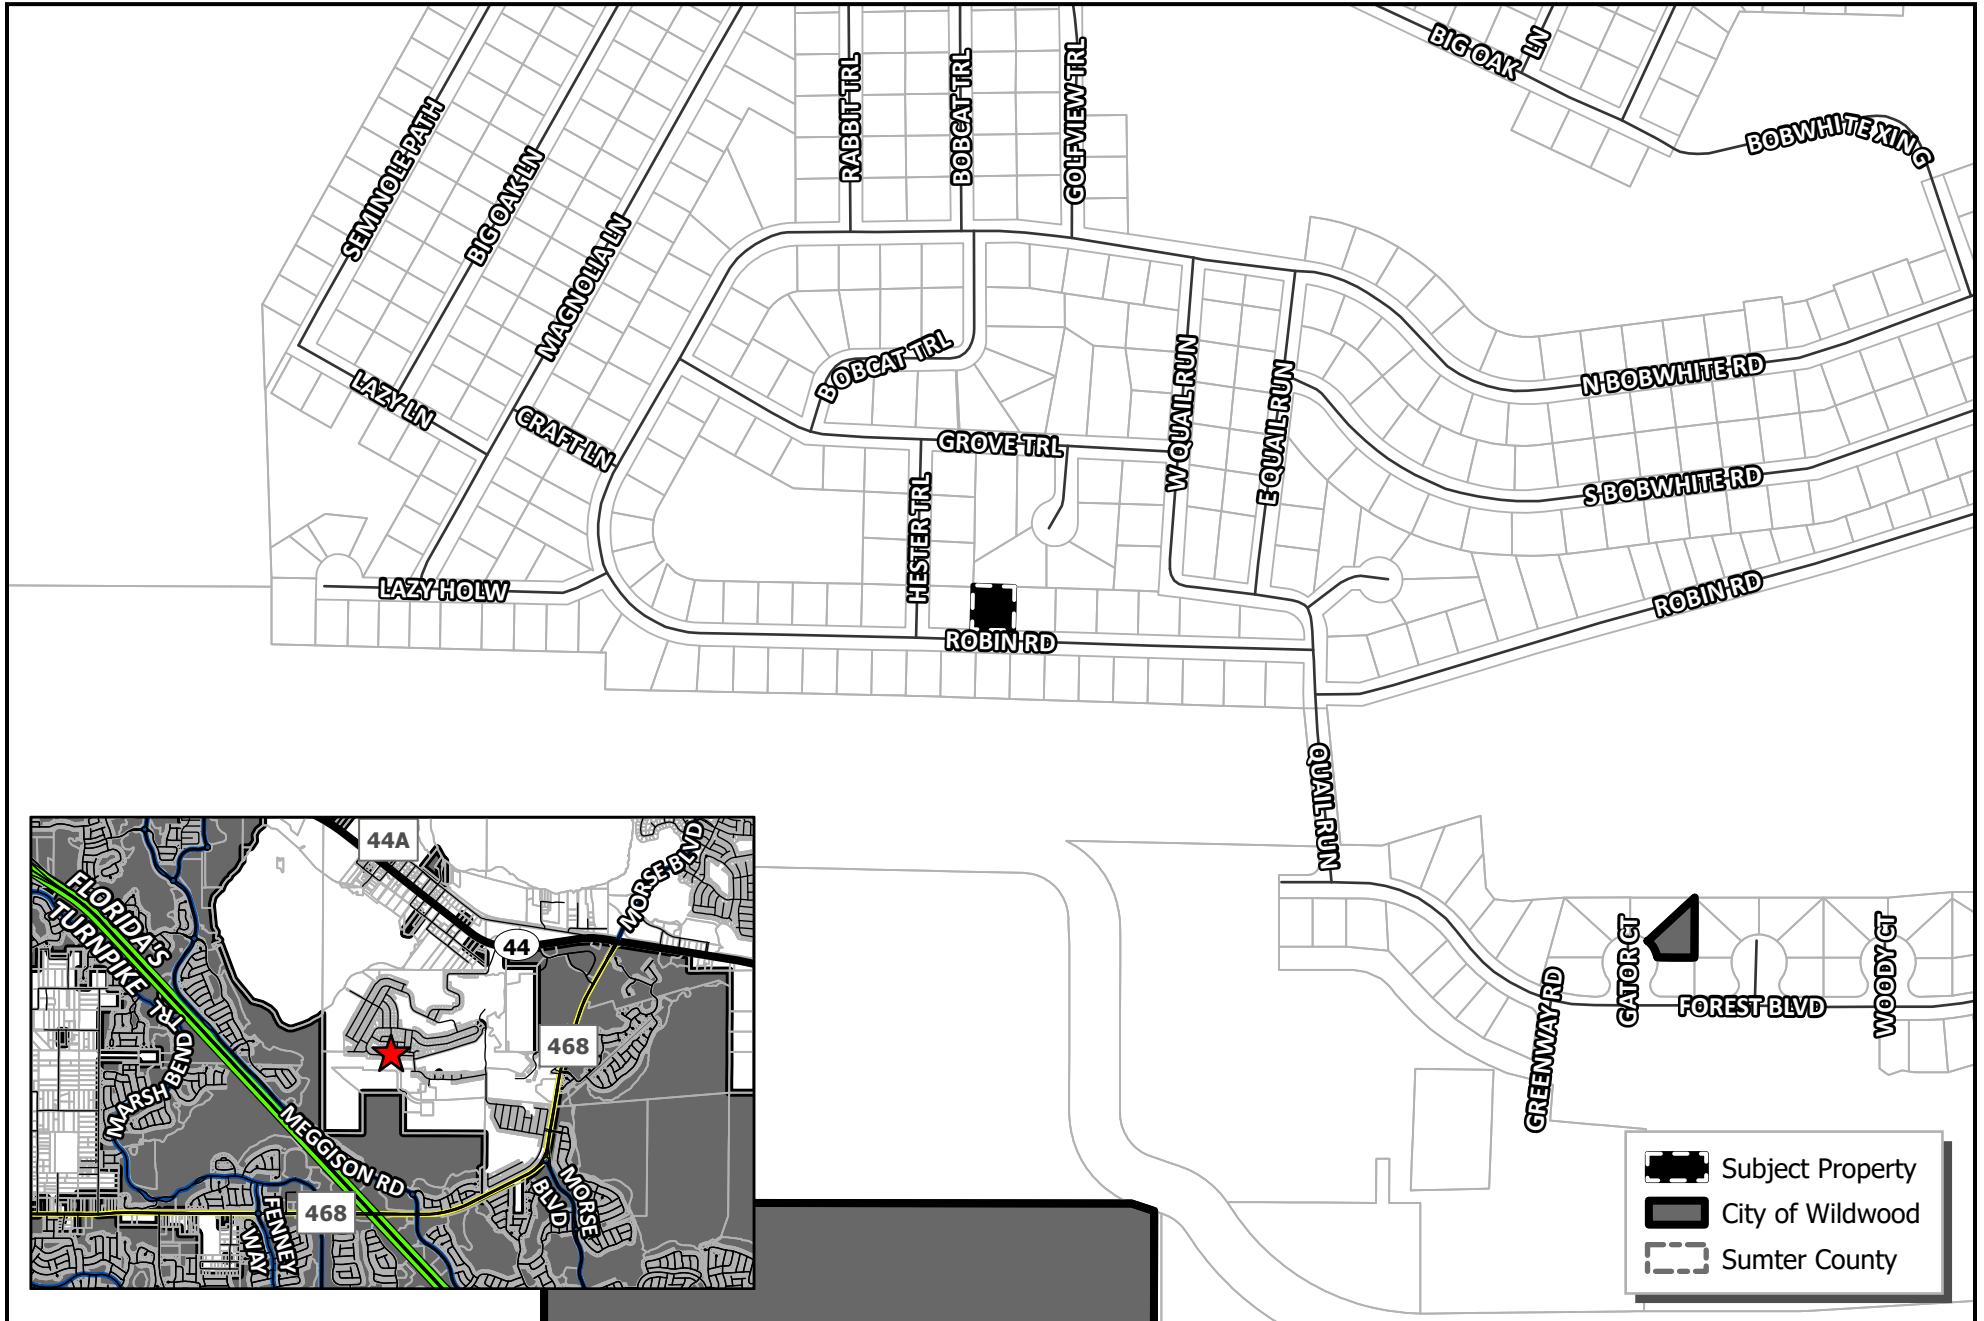 BIG OAK
LN
BOBWHITE XING
RABBIT TRL
BOBCAT TRL
GOLFVIEW TRL
SEMINOLE PATH
BIG OAK LN
MAGNOLIA LN
LAZY LN
CRAFT LN
BOBCAT TRL
GROVE TRL
W QUAIL RUN
E QUAIL RUN
N BOBWHITE RD
S BOBWHITE RD
HESTER TRL
LAZY HOLW
ROBIN RD
ROBIN RD
QUAIL RUN
GATOR CT
WOODY CT
FOREST BLVD
GREENWAY RD
44A
MORSE BLVD
FLORIDA'S
TURNPIKE
44
468
MARSH BEND
TRL
MEGGISON RD
468
FENNEY
WAY
MORSE
BLVD
Subject Property
City of Wildwood
Sumter County